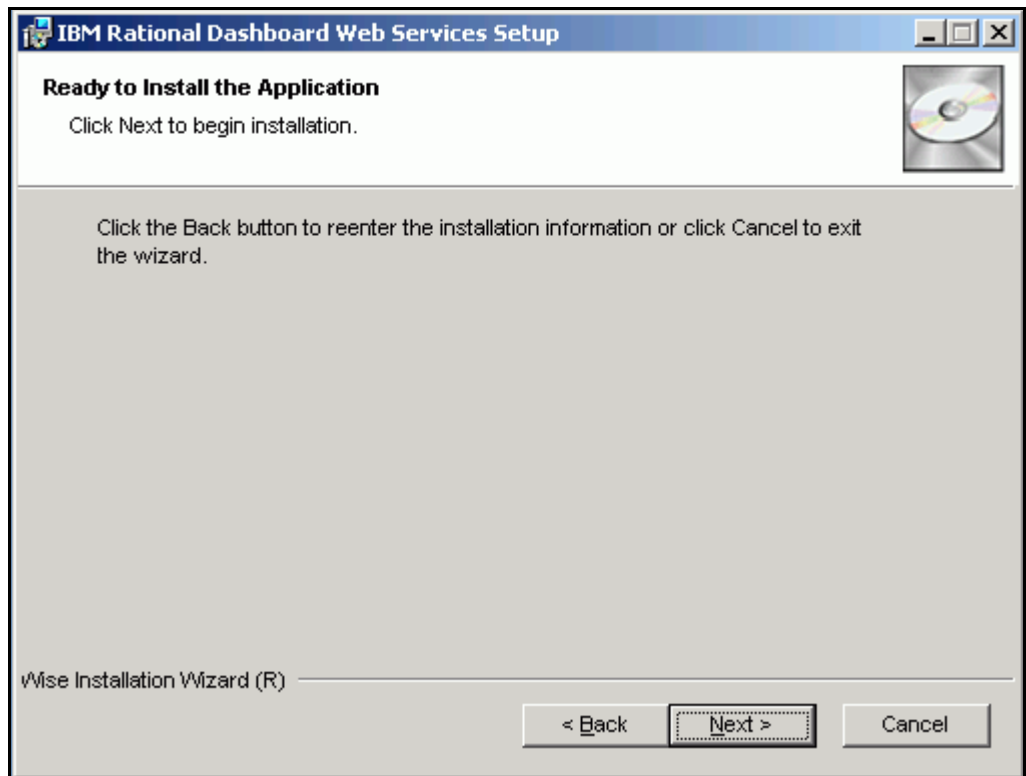 IBM Rational Dashboard Web Services Setup
Ready to Install the Application
Click Next to begin installation.
Click the Back button to reenter the installation information or click Cancel to exit
the wizard.
Wise Installation Wizard (R)
< Back Next > Cancel